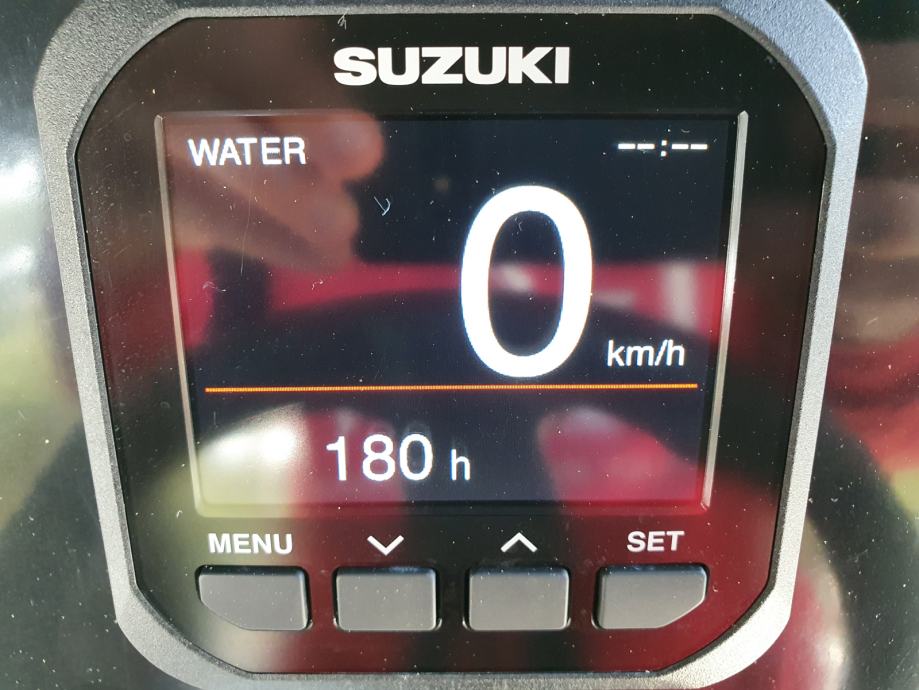 SUZUKI
WATER --:--
0 km/h
180 h
MENU SET